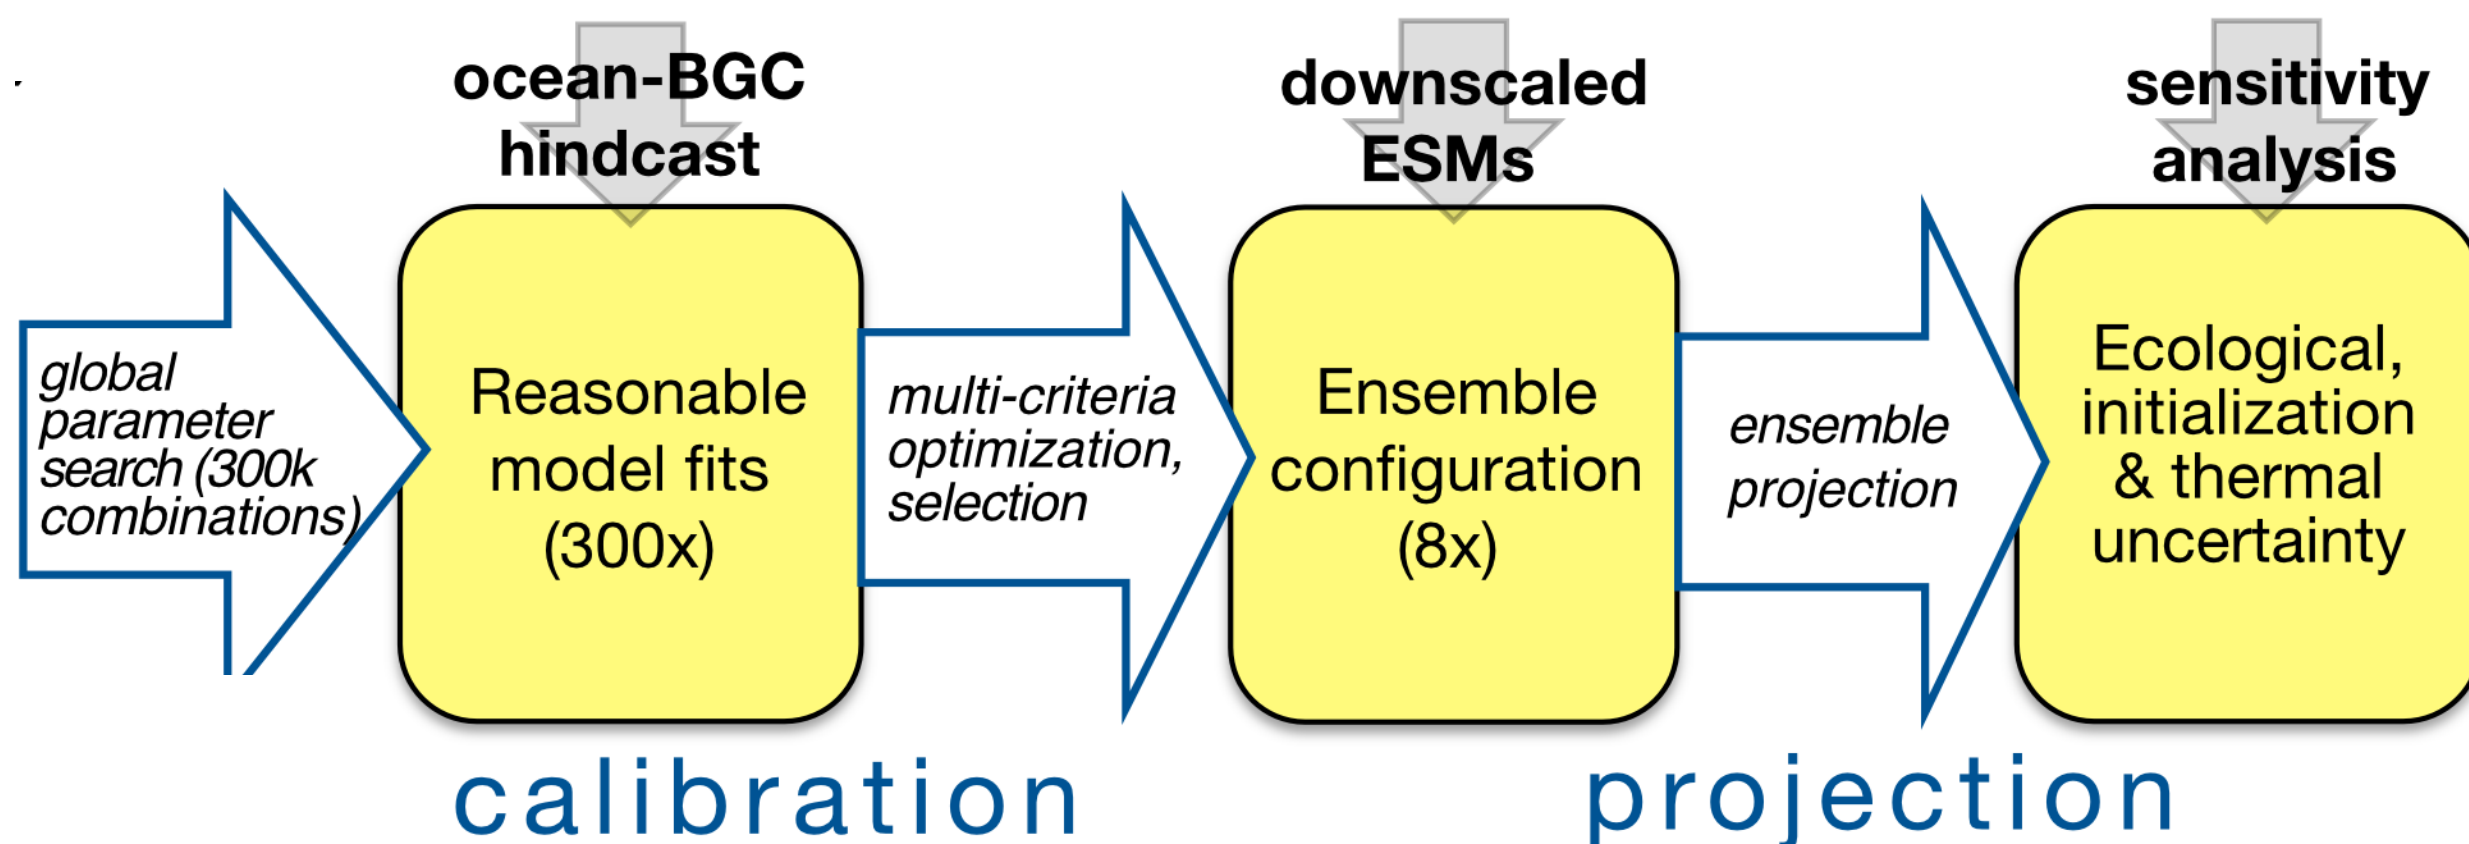 ocean-BGC
hindcast
downscaled
ESMs
sensitivity
analysis
global
parameter
search (300k
combinations)
Reasonable
model fits
(300x)
multi-criteria
optimization,
selection
Ensemble
configuration
(8x)
ensemble
projection
Ecological,
initialization
& thermal
uncertainty
calibration
projection